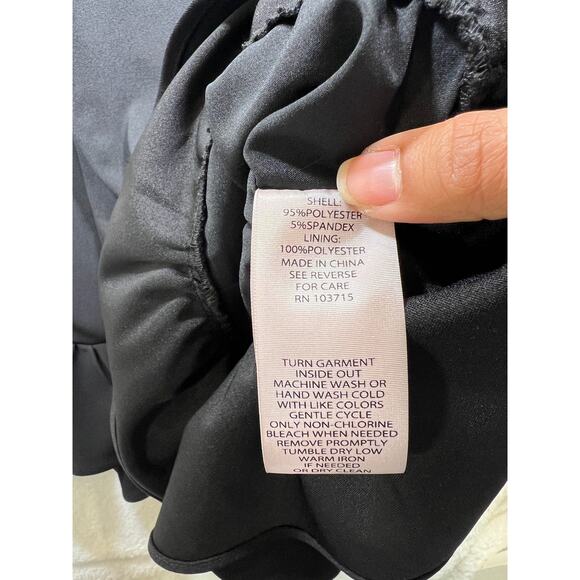 SHELL:
95%POLYESTER
5%SPANDEX
LINING:
100%POLYESTER
MADE IN CHINA
SEE REVERSE
FOR CARE
RN 103715
TURN GARMENT
INSIDE OUT
MACHINE WASH OR
HAND WASH COLD
WITH LIKE COLORS
GENTLE CYCLE
ONLY NON-CHLORINE
BLEACH WHEN NEEDED
REMOVE PROMPTLY
TUMBLE DRY LOW
WARM IRON
IF NEEDED
OR DRY CLEAN